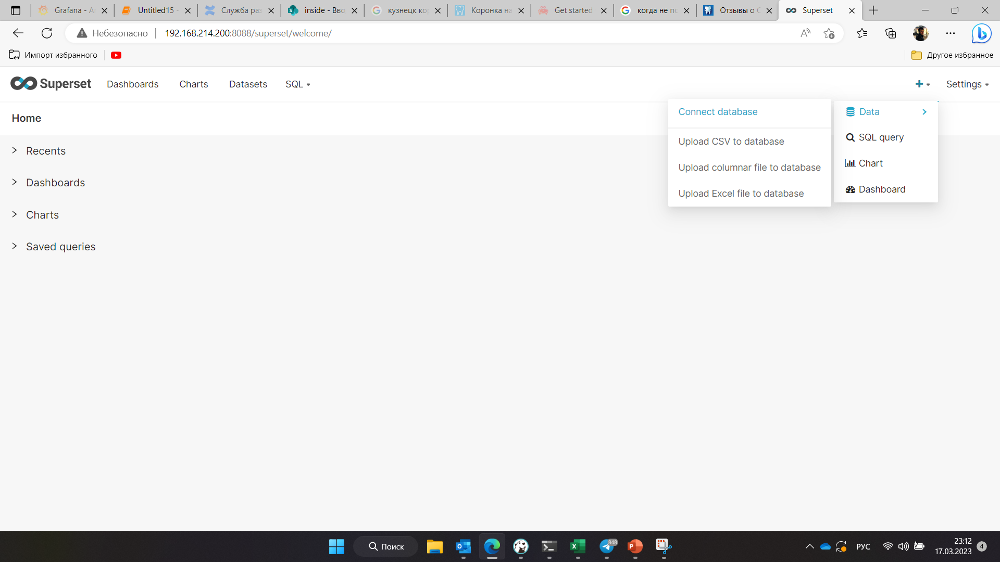 Grafana - A
Untitled15 -
Служба раз
inside - Вво
кузнецк ко
Коронка на
Get started
когда не по
Отзывы о С
Superset
Небезопасно
192.168.214.200:8088/superset/welcome/
Импорт избранного
Другое избранное
Superset
Dashboards
Charts
Datasets
SQL
Settings
Home
Connect database
Upload CSV to database
Upload columnar file to database
Upload Excel file to database
Data
SQL query
Chart
Dashboard
Recents
Dashboards
Charts
Saved queries
Поиск
848
РУС
23:12
17.03.2023
4